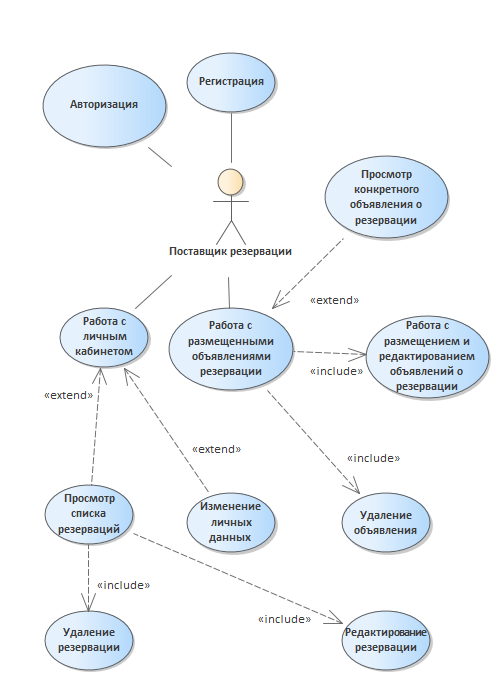 Регистрация
Авторизация
Просмотр
конкретного
объявления о
резервации
Поставщик резервации
«extend»
Работа с
личным
кабинетом
Работа с
размещенными
объявлениями
резервации
Работа с
размещением и
редактированием
объявлений о
резервации
«include»
«extend»
«extend»
«include»
Просмотр
списка
резерваций
Изменение
личных
данных
Удаление
объявления
«include»
«include»
Удаление
резервации
Редактирование
резервации